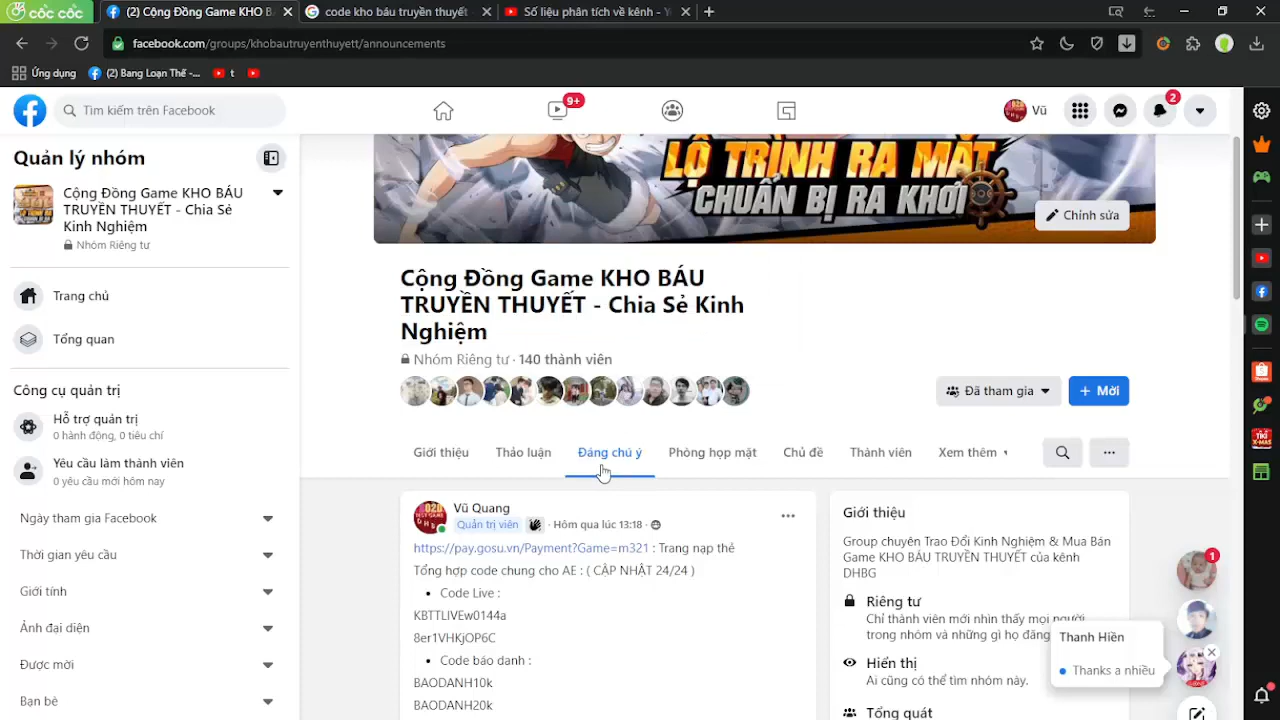 cốc cốc
(2) Cộng Đồng Game KHO B
code kho báu truyền thuyết
Số liệu phân tích về kênh - Y
facebook.com/groups/khobautruyenthuyett/announcements
Ứng dụng
(2) Bang Loạn Thế -...
t
Tìm kiếm trên Facebook
9+
Vũ
2
Quản lý nhóm
Cộng Đồng Game KHO BÁU
TRUYỀN THUYẾT - Chia Sẻ
Kinh Nghiệm
Nhóm Riêng tư
Trang chủ
Tổng quan
Công cụ quản trị
Hỗ trợ quản trị
0 hành động, 0 tiêu chí
Yêu cầu làm thành viên
0 yêu cầu mới hôm nay
Ngày tham gia Facebook
Thời gian yêu cầu
Giới tính
Ảnh đại diện
Được mời
Bạn bè
LỘ TRÌNH RA MẮT
CHUẨN BỊ RA KHƠI
Chỉnh sửa
Cộng Đồng Game KHO BÁU
TRUYỀN THUYẾT - Chia Sẻ Kinh
Nghiệm
Nhóm Riêng tư · 140 thành viên
Đã tham gia
+ Mời
Giới thiệu
Thảo luận
Đáng chú ý
Phòng họp mặt
Chủ đề
Thành viên
Xem thêm
Vũ Quang
Quản trị viên · Hôm qua lúc 13:18 ·
https://pay.gosu.vn/Payment?Game=m321 : Trang nạp thẻ
Tổng hợp code chung cho AE : ( CẬP NHẬT 24/24 )
• Code Live :
KBTTLIVEw0144a
8er1VHKjOP6C
• Code báo danh :
BAODANH10k
BAODANH20k
Giới thiệu
Group chuyên Trao Đổi Kinh Nghiệm & Mua Bán
Game KHO BÁU TRUYỀN THUYẾT của kênh
DHBG
Riêng tư
Chỉ thành viên mới nhìn thấy mọi người
trong nhóm và những gì họ đăng
Hiển thị
Ai cũng có thể tìm nhóm này.
Tổng quát
Thanh Hiền
Thanks a nhiều
1